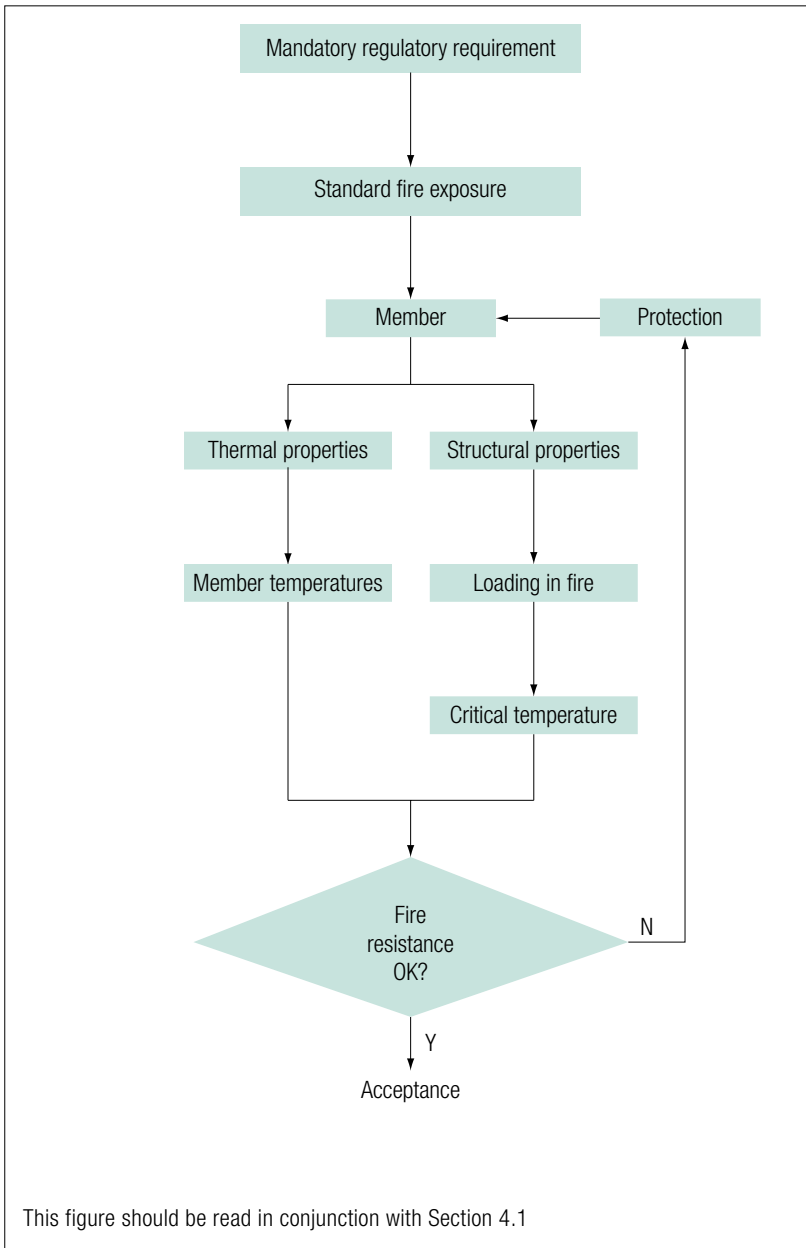 Mandatory regulatory requirement
Standard fire exposure
Member
Protection
Thermal properties
Structural properties
Member temperatures
Loading in fire
Critical temperature
Fire
resistance
OK?
N
Y
Acceptance
This figure should be read in conjunction with Section 4.1